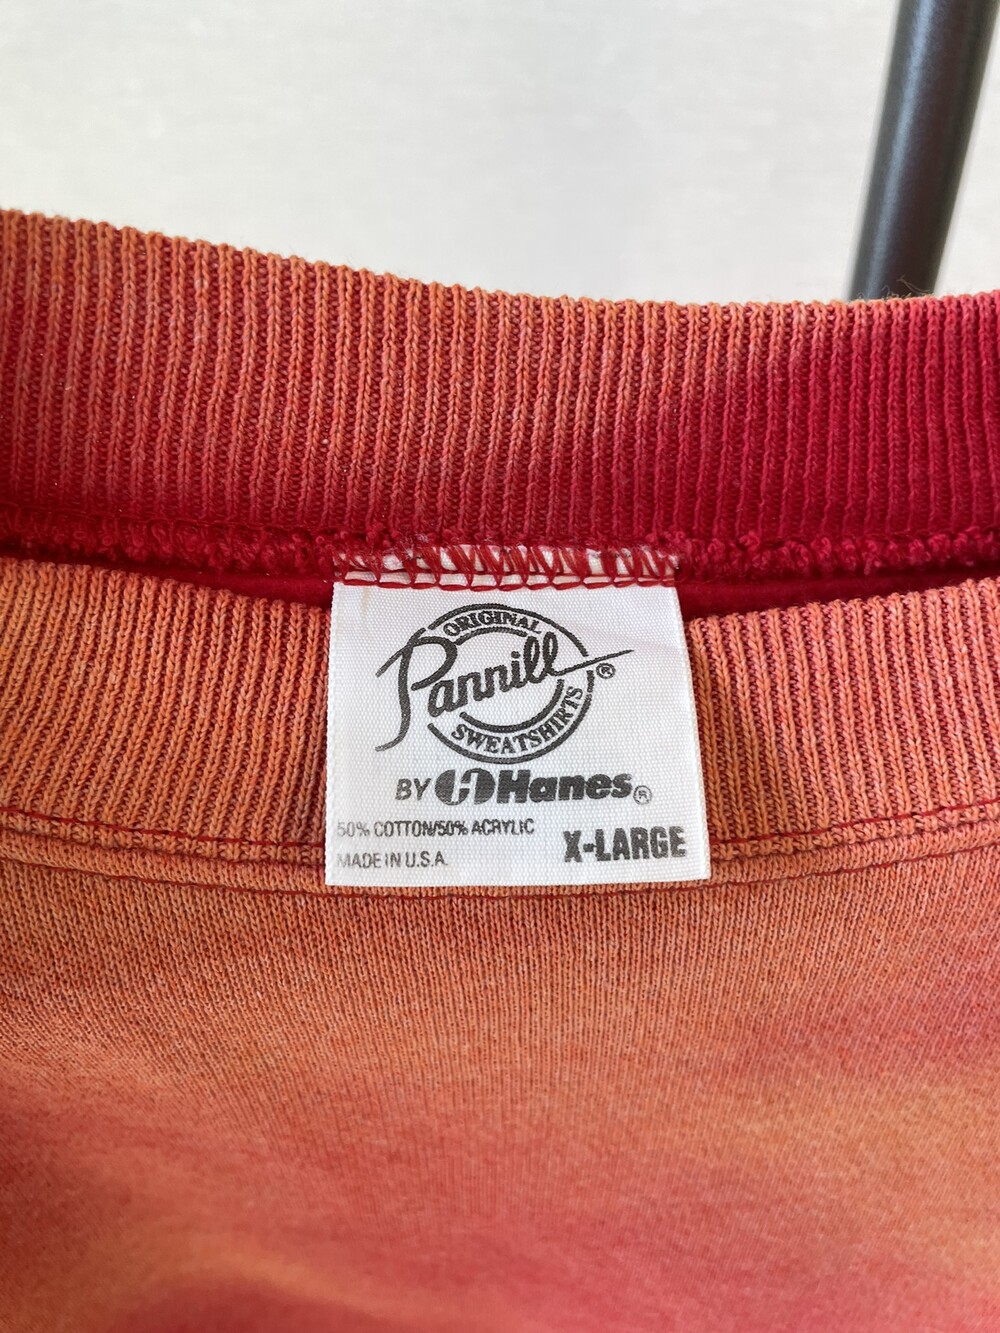 ORIGINAL
Pannill®
SWEATSHIRTS
BY Hanes®
50% COTTON/50% ACRYLIC
X-LARGE
MADE IN U.S.A.